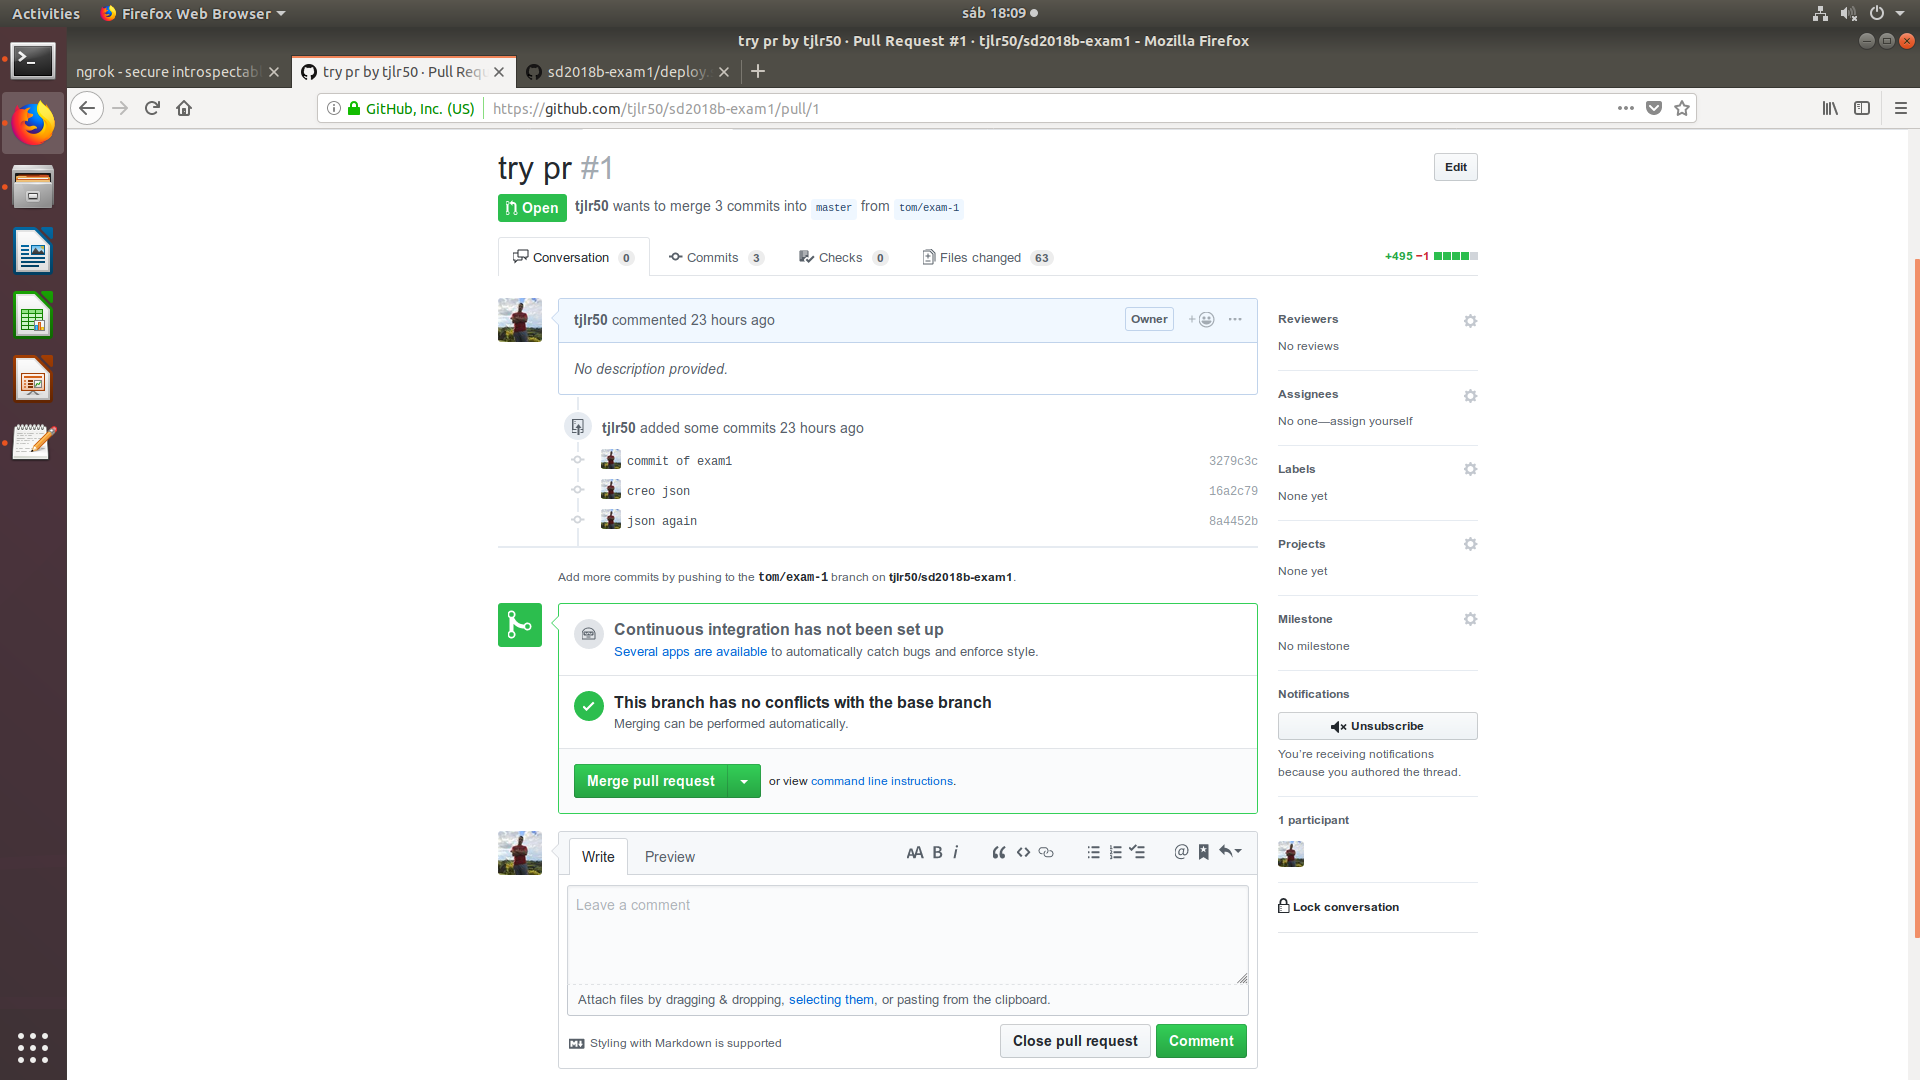 Activities
Firefox Web Browser
sáb 18:09
try pr by tjlr50 · Pull Request #1 · tjlr50/sd2018b-exam1 - Mozilla Firefox
ngrok - secure introspectabl
try pr by tjlr50 · Pull Requ
sd2018b-exam1/deploy.
GitHub, Inc. (US)
https://github.com/tjlr50/sd2018b-exam1/pull/1
try pr #1
Edit
Open
tjlr50 wants to merge 3 commits into master from tom/exam-1
Conversation 0
Commits 3
Checks 0
Files changed 63
+495 −1
tjlr50 commented 23 hours ago
Owner
No description provided.
tjlr50 added some commits 23 hours ago
commit of exam1 3279c3c
creo json 16a2c79
json again 8a4452b
Add more commits by pushing to the tom/exam-1 branch on tjlr50/sd2018b-exam1.
Continuous integration has not been set up
Several apps are available to automatically catch bugs and enforce style.
This branch has no conflicts with the base branch
Merging can be performed automatically.
Merge pull request
or view command line instructions.
Write
Preview
Leave a comment
Attach files by dragging & dropping, selecting them, or pasting from the clipboard.
Styling with Markdown is supported
Close pull request
Comment
Reviewers
No reviews
Assignees
No one—assign yourself
Labels
None yet
Projects
None yet
Milestone
No milestone
Notifications
Unsubscribe
You're receiving notifications
because you authored the thread.
1 participant
Lock conversation